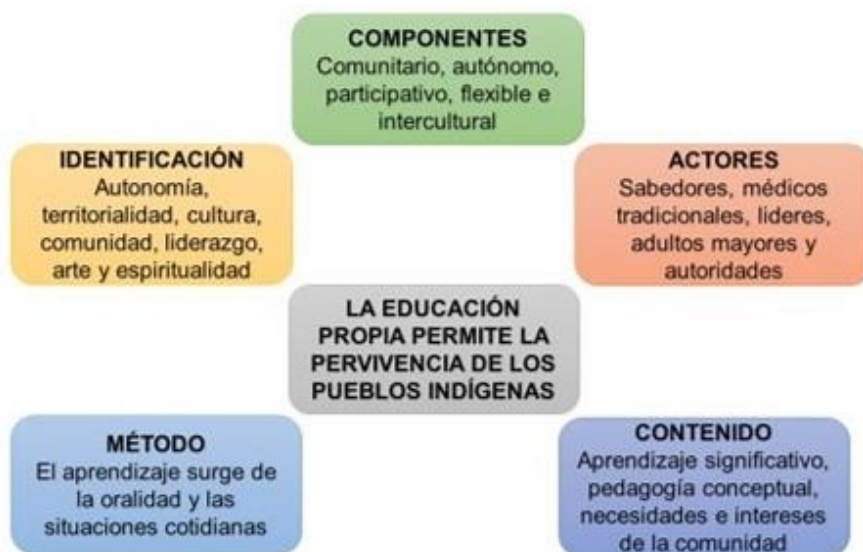 COMPONENTES
Comunitario, autónomo,
participativo, flexible e
intercultural
IDENTIFICACIÓN
Autonomía,
territorialidad, cultura,
comunidad, liderazgo,
arte y espiritualidad
ACTORES
Sabedores, médicos
tradicionales, lideres,
adultos mayores y
autoridades
LA EDUCACIÓN
PROPIA PERMITE LA
PERVIVENCIA DE LOS
PUEBLOS INDÍGENAS
MÉTODO
El aprendizaje surge de
la oralidad y las
situaciones cotidianas
CONTENIDO
Aprendizaje significativo,
pedagogía conceptual,
necesidades e intereses
de la comunidad